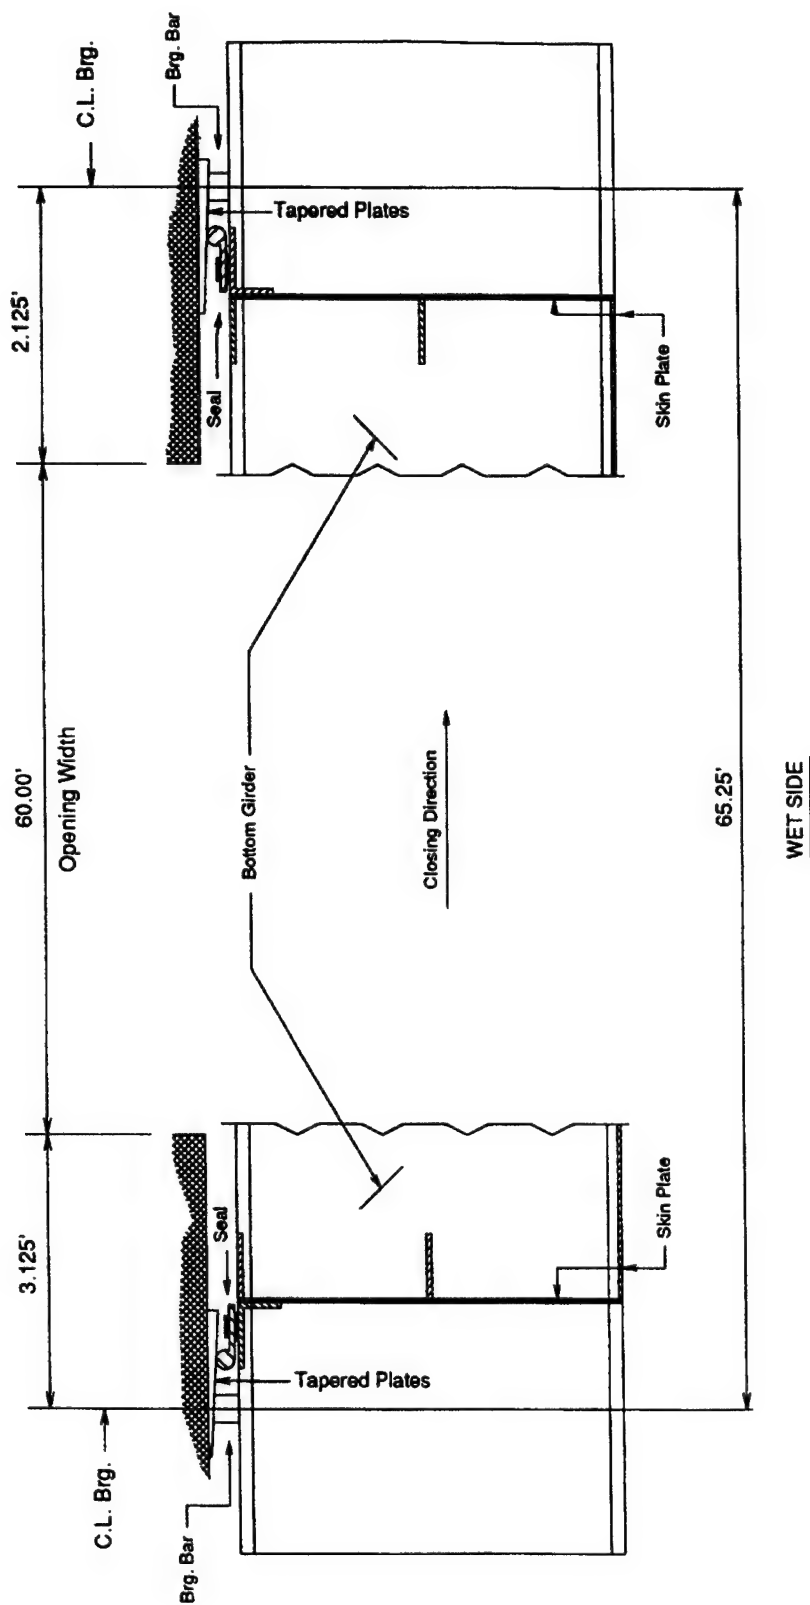 C.L. Brg.
C.L. Brg.
3.125'
60.00'
2.125'
Opening Width
Brg. Bar
Seal
Seal
Brg. Bar
Tapered Plates
Tapered Plates
Bottom Girder
Closing Direction
Skin Plate
Skin Plate
65.25'
WET SIDE